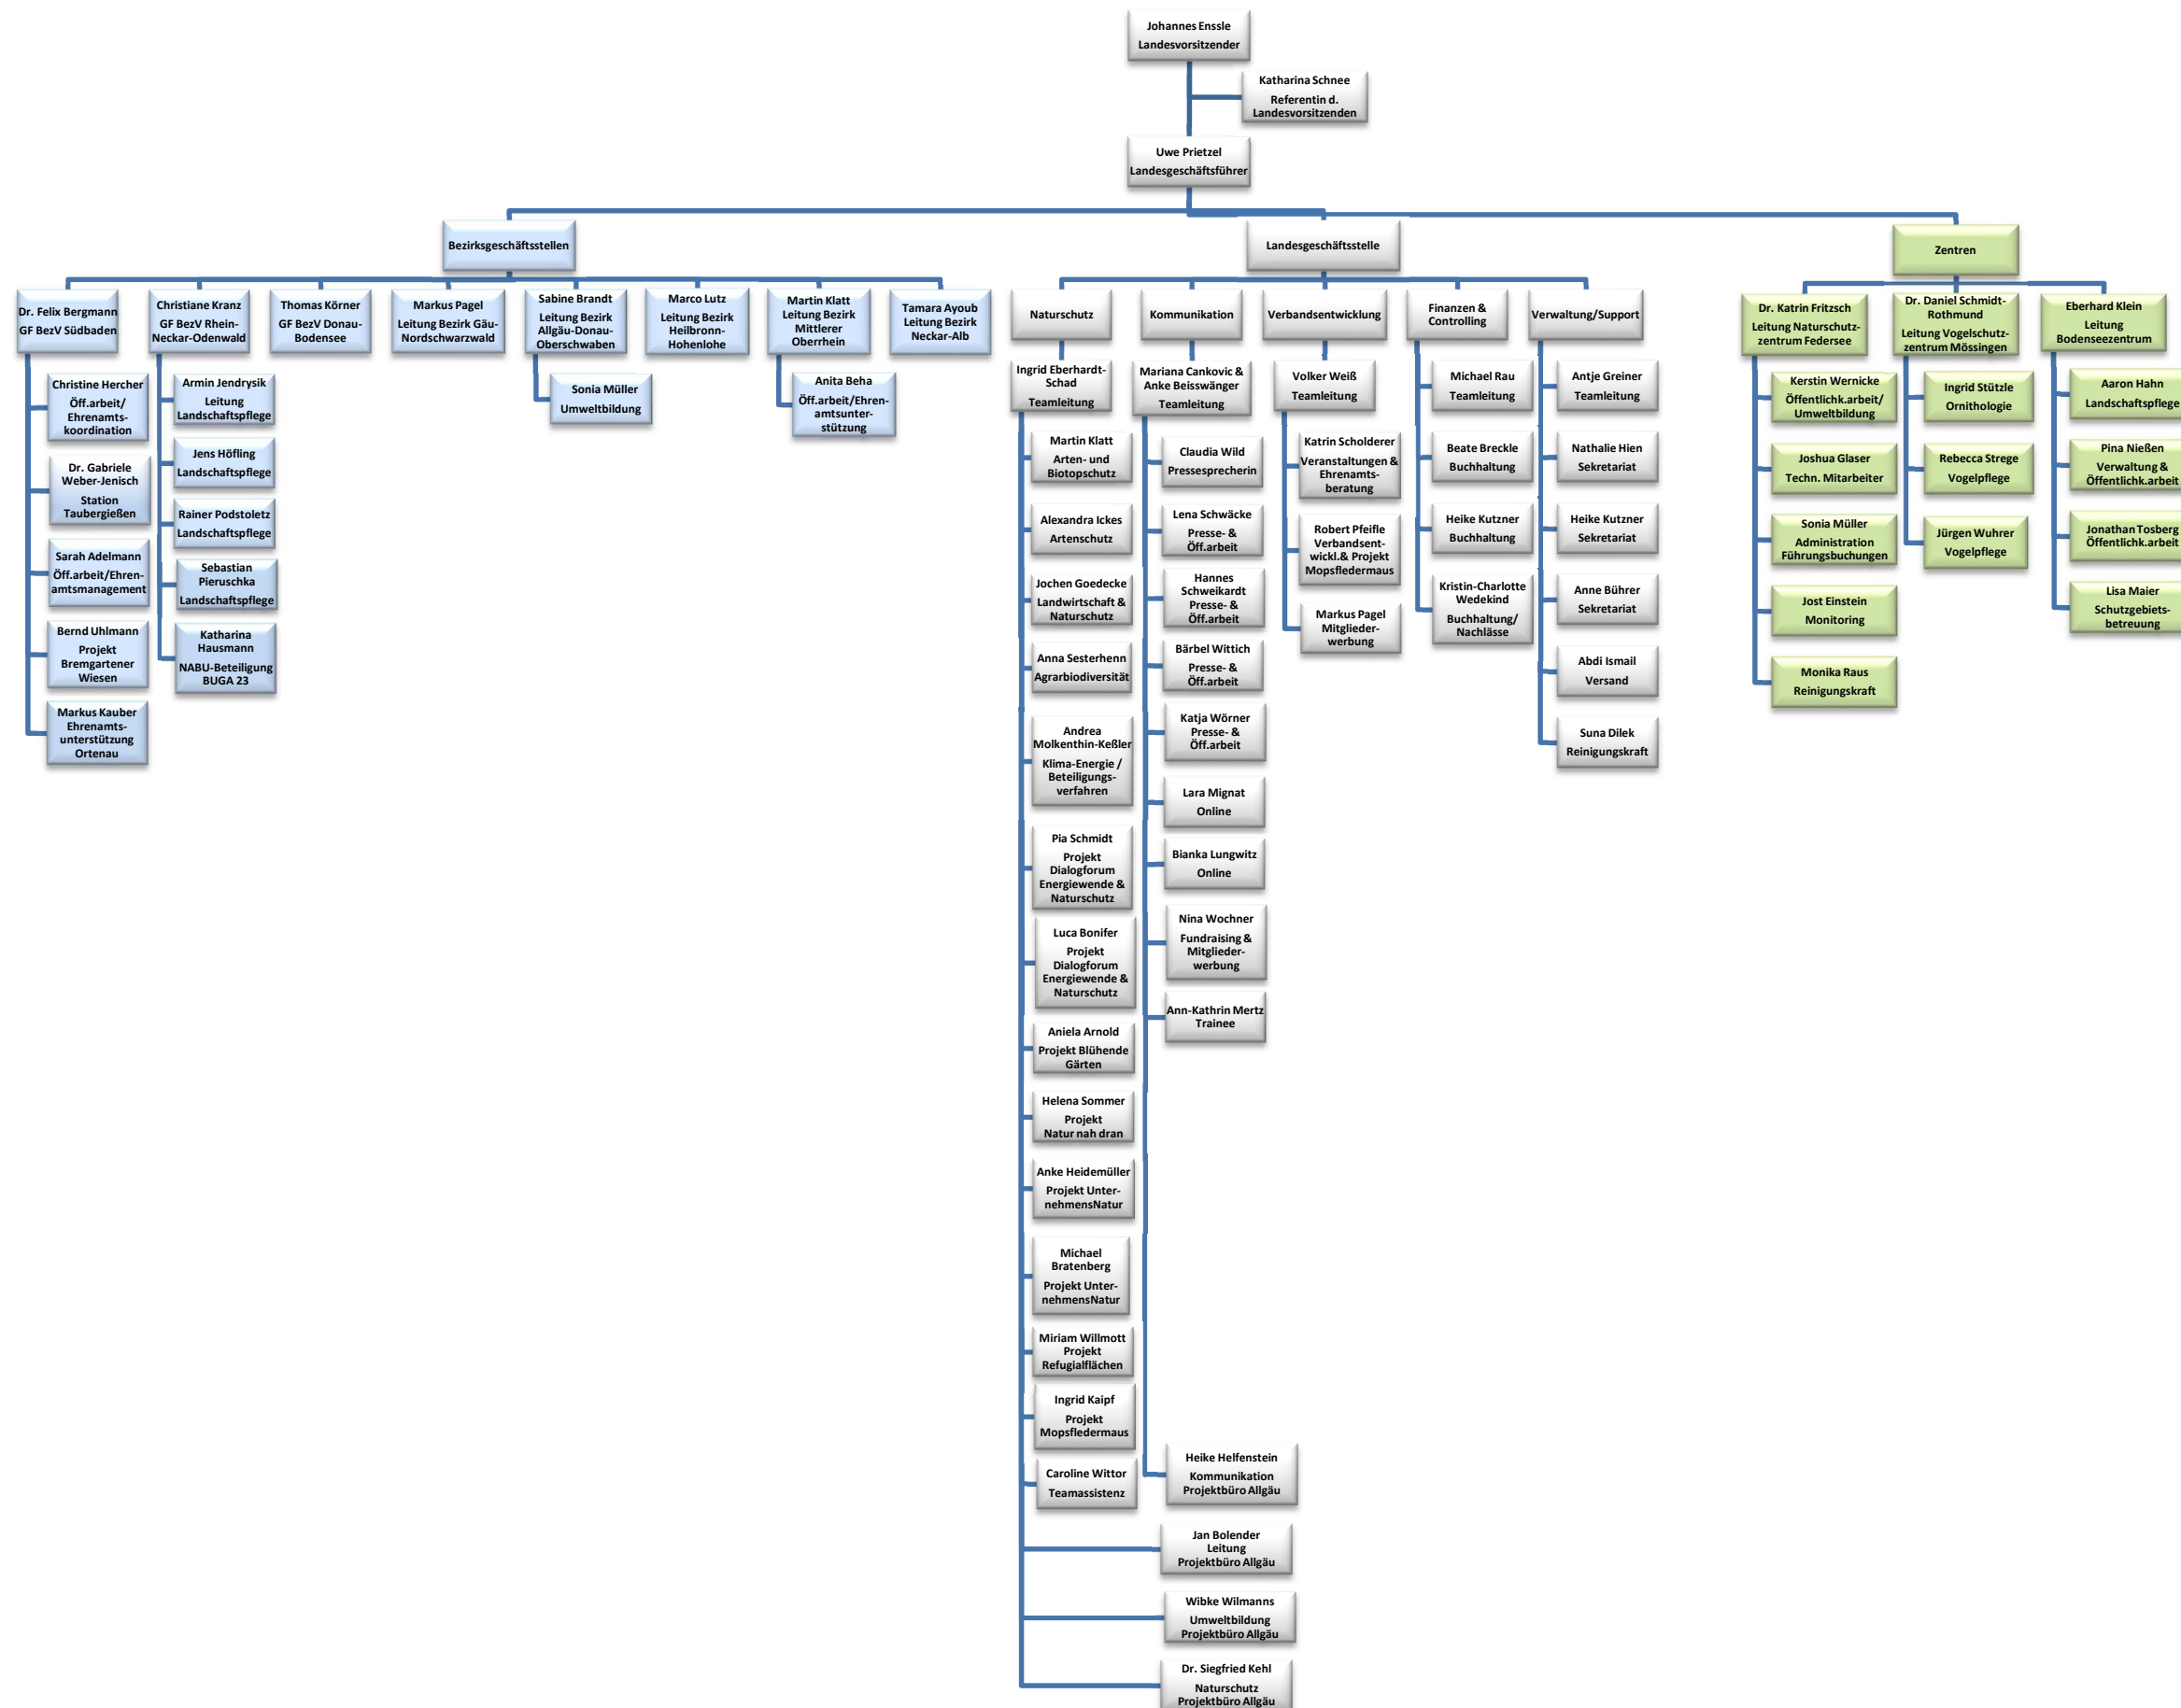 Johannes Enssle
Landesvorsitzender
Katharina Schnee
Referentin d.
Landesvorsitzenden
Uwe Prietzel
Landesgeschäftsführer
Bezirksgeschäftsstellen
Landesgeschäftsstelle
Zentren
Dr. Felix Bergmann
GF BezV Südbaden
Christine Hercher
Öff.arbeit/
Ehrenamts-
koordination
Dr. Gabriele
Weber-Jenisch
Station
Taubergießen
Sarah Adelmann
Öff.arbeit/Ehren-
amtsmanagement
Bernd Uhlmann
Projekt
Bremgartener
Wiesen
Markus Kauber
Ehrenamts-
unterstützung
Ortenau
Christiane Kranz
GF BezV Rhein-
Neckar-Odenwald
Armin Jendrysik
Leitung
Landschaftspflege
Jens Höfling
Landschaftspflege
Rainer Podstoletz
Landschaftspflege
Sebastian
Pieruschka
Landschaftspflege
Katharina
Hausmann
NABU-Beteiligung
BUGA 23
Thomas Körner
GF BezV Donau-
Bodensee
Markus Pagel
Leitung Bezirk Gäu-
Nordschwarzwald
Sabine Brandt
Leitung Bezirk
Allgäu-Donau-
Oberschwaben
Sonia Müller
Umweltbildung
Marco Lutz
Leitung Bezirk
Heilbronn-
Hohenlohe
Martin Klatt
Leitung Bezirk
Mittlerer
Oberrhein
Anita Beha
Öff.arbeit/Ehren-
amtsunter-
stützung
Tamara Ayoub
Leitung Bezirk
Neckar-Alb
Naturschutz
Ingrid Eberhardt-
Schad
Teamleitung
Martin Klatt
Arten- und
Biotopschutz
Alexandra Ickes
Artenschutz
Jochen Goedecke
Landwirtschaft &
Naturschutz
Anna Sesterhenn
Agrarbiodiversität
Andrea
Molkenthin-Keßler
Klima-Energie /
Beteiligungs-
verfahren
Pia Schmidt
Projekt
Dialogforum
Energiewende &
Naturschutz
Luca Bonifer
Projekt
Dialogforum
Energiewende &
Naturschutz
Aniela Arnold
Projekt Blühende
Gärten
Helena Sommer
Projekt
Natur nah dran
Anke Heidemüller
Projekt Unter-
nehmensNatur
Michael
Bratenberg
Projekt Unter-
nehmensNatur
Miriam Willmott
Projekt
Refugialflächen
Ingrid Kaipf
Projekt
Mopsfledermaus
Caroline Wittor
Teamassistenz
Jan Bolender
Leitung
Projektbüro Allgäu
Wibke Wilmanns
Umweltbildung
Projektbüro Allgäu
Dr. Siegfried Kehl
Naturschutz
Projektbüro Allgäu
Kommunikation
Mariana Cankovic &
Anke Beisswänger
Teamleitung
Claudia Wild
Pressesprecherin
Lena Schwäcke
Presse- &
Öff.arbeit
Hannes
Schweikardt
Presse- &
Öff.arbeit
Bärbel Wittich
Presse- &
Öff.arbeit
Katja Wörner
Presse- &
Öff.arbeit
Lara Mignat
Online
Bianka Lungwitz
Online
Nina Wochner
Fundraising &
Mitglieder-
werbung
Ann-Kathrin Mertz
Trainee
Heike Helfenstein
Kommunikation
Projektbüro Allgäu
Verbandsentwicklung
Volker Weiß
Teamleitung
Katrin Scholderer
Veranstaltungen &
Ehrenamts-
beratung
Robert Pfeifle
Verbandsent-
wickl.& Projekt
Mopsfledermaus
Markus Pagel
Mitglieder-
werbung
Finanzen &
Controlling
Michael Rau
Teamleitung
Beate Breckle
Buchhaltung
Heike Kutzner
Buchhaltung
Kristin-Charlotte
Wedekind
Buchhaltung/
Nachlässe
Verwaltung/Support
Antje Greiner
Teamleitung
Nathalie Hien
Sekretariat
Heike Kutzner
Sekretariat
Anne Bührer
Sekretariat
Abdi Ismail
Versand
Suna Dilek
Reinigungskraft
Dr. Katrin Fritzsch
Leitung Naturschutz-
zentrum Federsee
Kerstin Wernicke
Öffentlichk.arbeit/
Umweltbildung
Joshua Glaser
Techn. Mitarbeiter
Sonia Müller
Administration
Führungsbuchungen
Jost Einstein
Monitoring
Monika Raus
Reinigungskraft
Dr. Daniel Schmidt-
Rothmund
Leitung Vogelschutz-
zentrum Mössingen
Ingrid Stützle
Ornithologie
Rebecca Strege
Vogelpflege
Jürgen Wuhrer
Vogelpflege
Eberhard Klein
Leitung
Bodenseezentrum
Aaron Hahn
Landschaftspflege
Pina Nießen
Verwaltung &
Öffentlichk.arbeit
Jonathan Tosberg
Öffentlichk.arbeit
Lisa Maier
Schutzgebiets-
betreuung